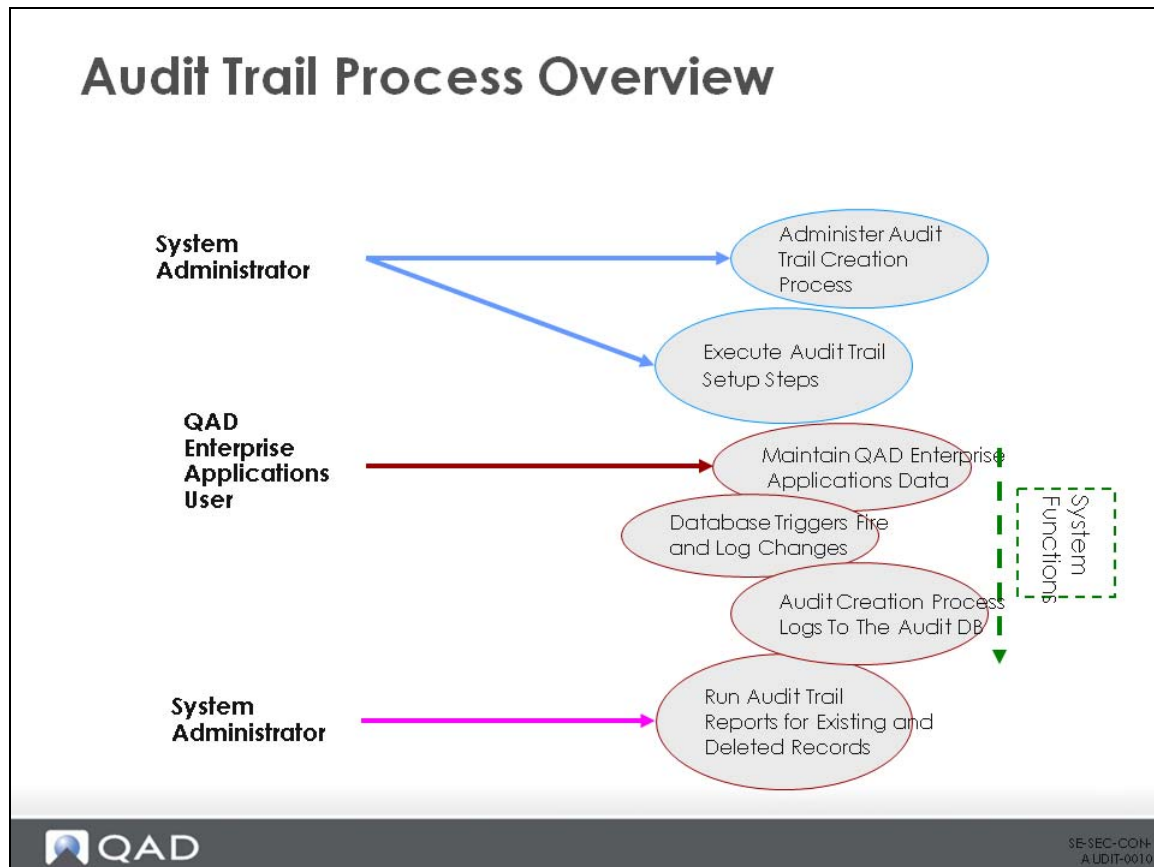 Audit Trail Process Overview
System
Administrator
Administer Audit
Trail Creation
Process
Execute Audit Trail
Setup Steps
QAD
Enterprise
Applications
User
Maintain QAD Enterprise
Applications Data
Database Triggers Fire
and Log Changes
System
Functions
Audit Creation Process
Logs To The Audit DB
System
Administrator
Run Audit Trail
Reports for Existing and
Deleted Records
QAD
SE-SEC-CON-
AUDIT-0010